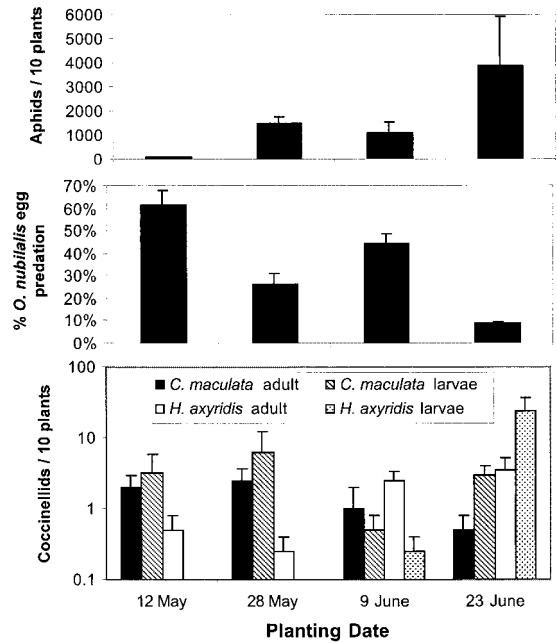 Aphids / 10 plants
6000
5000
4000
3000
2000
1000
0
% O. nubilalis egg
predation
70%
60%
50%
40%
30%
20%
10%
0%
Coccinellids / 10 plants
100
10
1
0.1
C. maculata adult
C. maculata larvae
H. axyridis adult
H. axyridis larvae
12 May
28 May
9 June
23 June
Planting Date